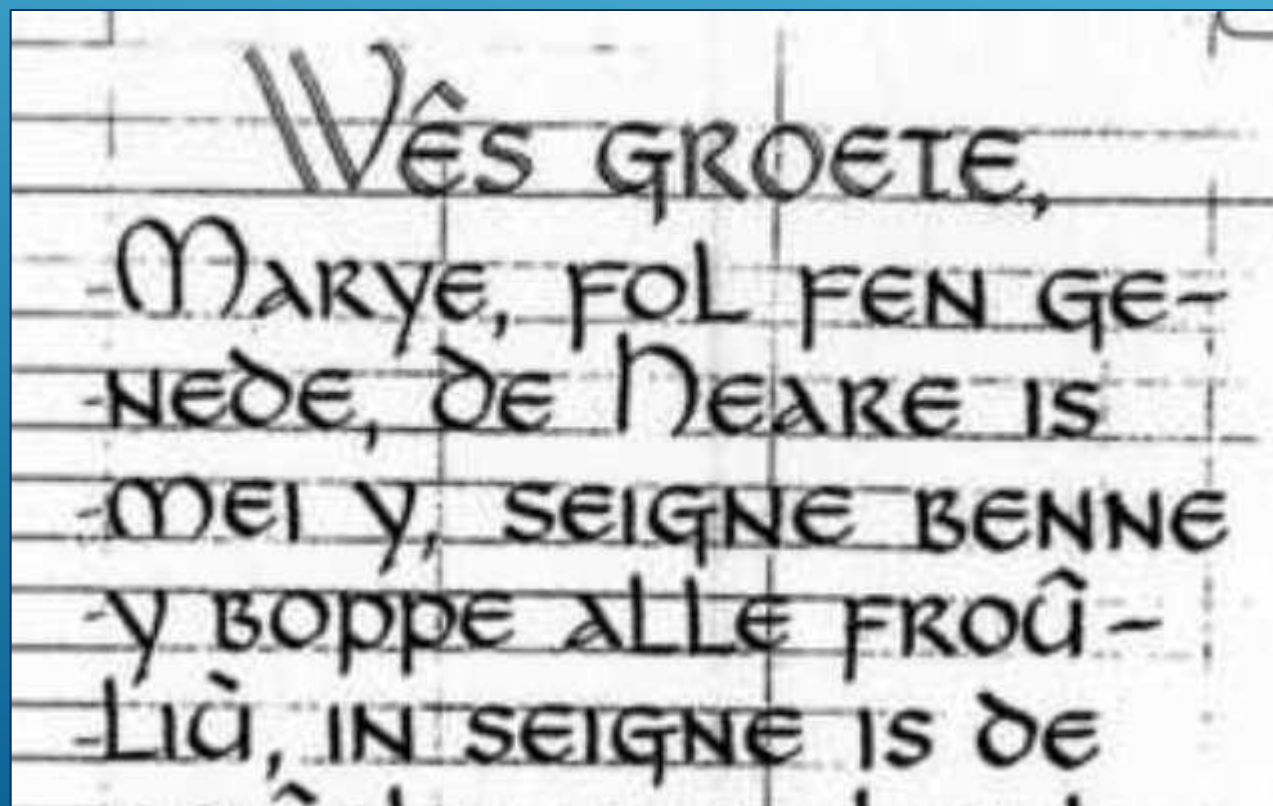 Wês groete,
Marye, fol fen ge-
nede, de Heare is
mei y, seigne benne
y boppe alle froû-
liù, in seigne is de